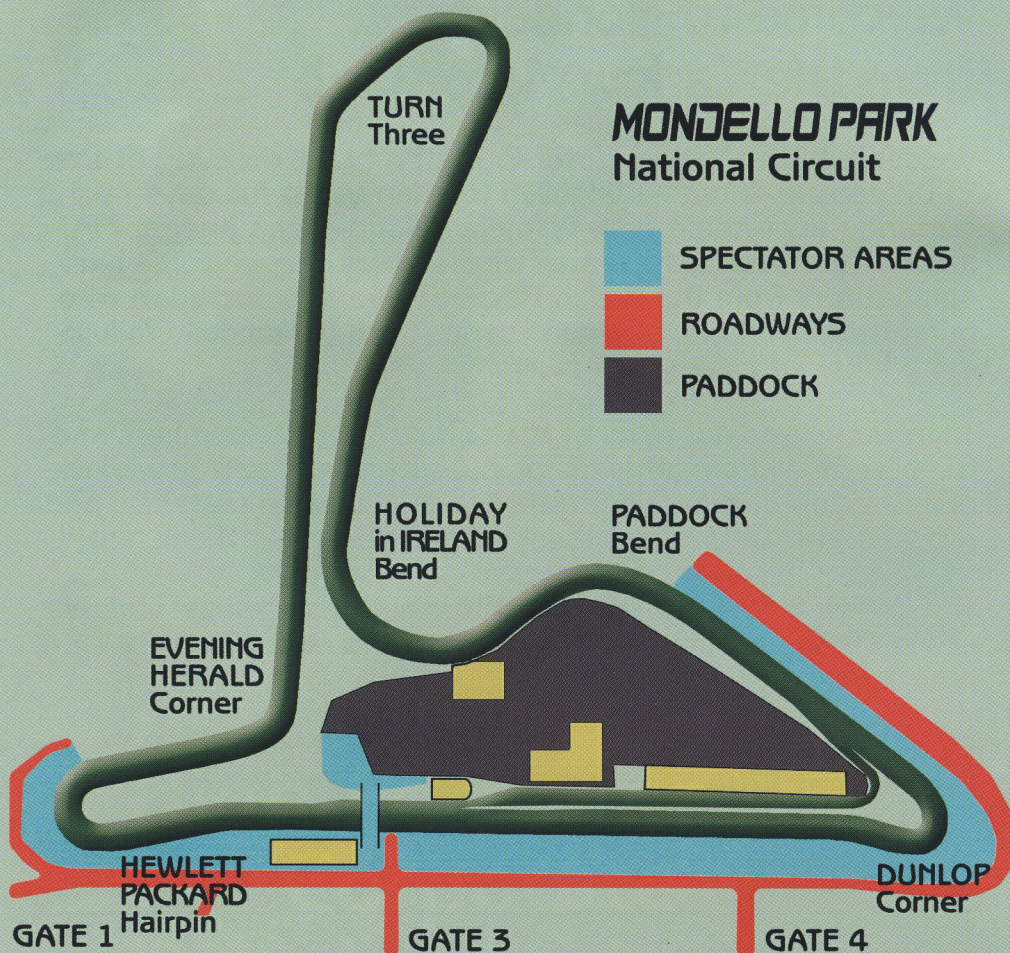 TURN
Three
MONDELLO PARK
National Circuit
SPECTATOR AREAS
ROADWAYS
PADDOCK
HOLIDAY
in IRELAND
Bend
PADDOCK
Bend
EVENING
HERALD
Corner
HEWLETT
PACKARD
Hairpin
DUNLOP
Corner
GATE 1
GATE 3
GATE 4